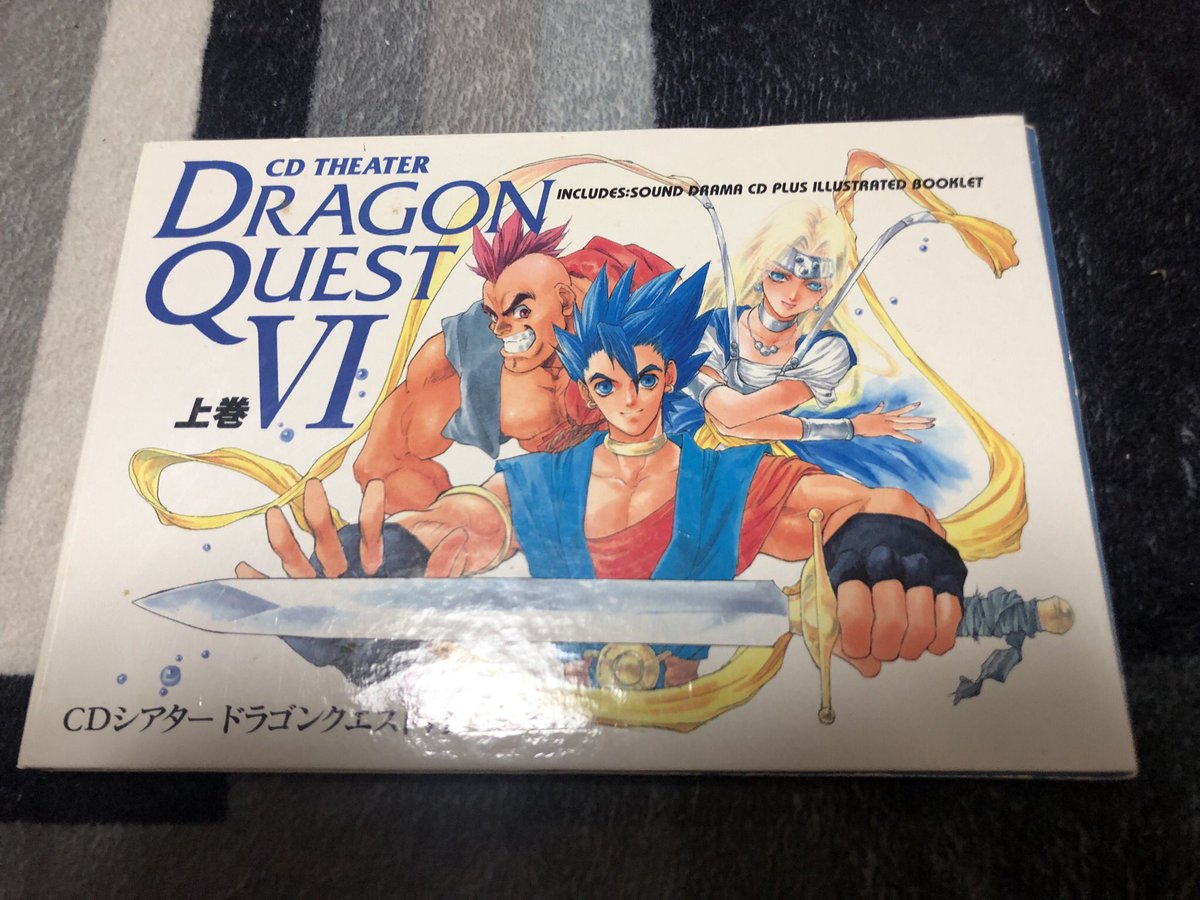 CD THEATER
DRAGON
QUEST
VI
上巻
INCLUDES:SOUND DRAMA CD PLUS ILLUSTRATED BOOKLET
CDシアター ドラゴンクエスト